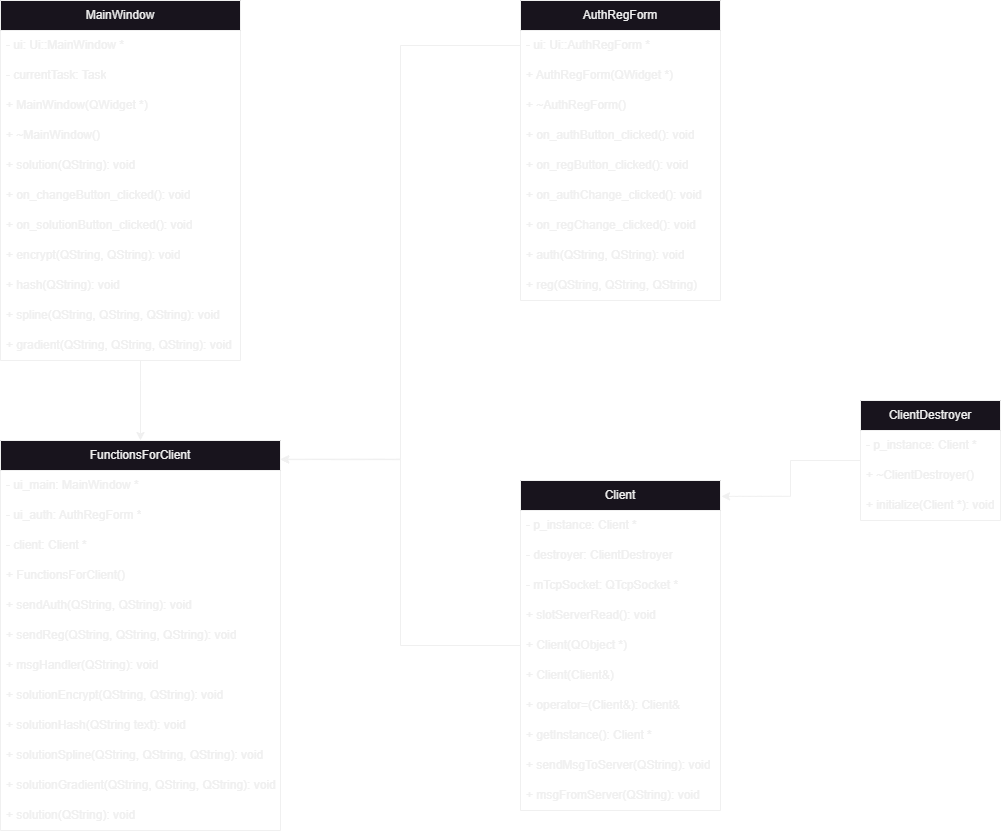 MainWindow
- ui: Ui::MainWindow *
- currentTask: Task
+ MainWindow(QWidget *)
+ ~MainWindow()
+ solution(QString): void
+ on_changeButton_clicked(): void
+ on_solutionButton_clicked(): void
+ encrypt(QString, QString): void
+ hash(QString): void
+ spline(QString, QString, QString): void
+ gradient(QString, QString, QString): void
AuthRegForm
- ui: Ui::AuthRegForm *
+ AuthRegForm(QWidget *)
+ ~AuthRegForm()
+ on_authButton_clicked(): void
+ on_regButton_clicked(): void
+ on_authChange_clicked(): void
+ on_regChange_clicked(): void
+ auth(QString, QString): void
+ reg(QString, QString, QString)
FunctionsForClient
- ui_main: MainWindow *
- ui_auth: AuthRegForm *
- client: Client *
+ FunctionsForClient()
+ sendAuth(QString, QString): void
+ sendReg(QString, QString, QString): void
+ msgHandler(QString): void
+ solutionEncrypt(QString, QString): void
+ solutionHash(QString text): void
+ solutionSpline(QString, QString, QString): void
+ solutionGradient(QString, QString, QString): void
+ solution(QString): void
Client
- p_instance: Client *
- destroyer: ClientDestroyer
- mTcpSocket: QTcpSocket *
+ slotServerRead(): void
+ Client(QObject *)
+ Client(Client&)
+ operator=(Client&): Client&
+ getInstance(): Client *
+ sendMsgToServer(QString): void
+ msgFromServer(QString): void
ClientDestroyer
- p_instance: Client *
+ ~ClientDestroyer()
+ initialize(Client *): void